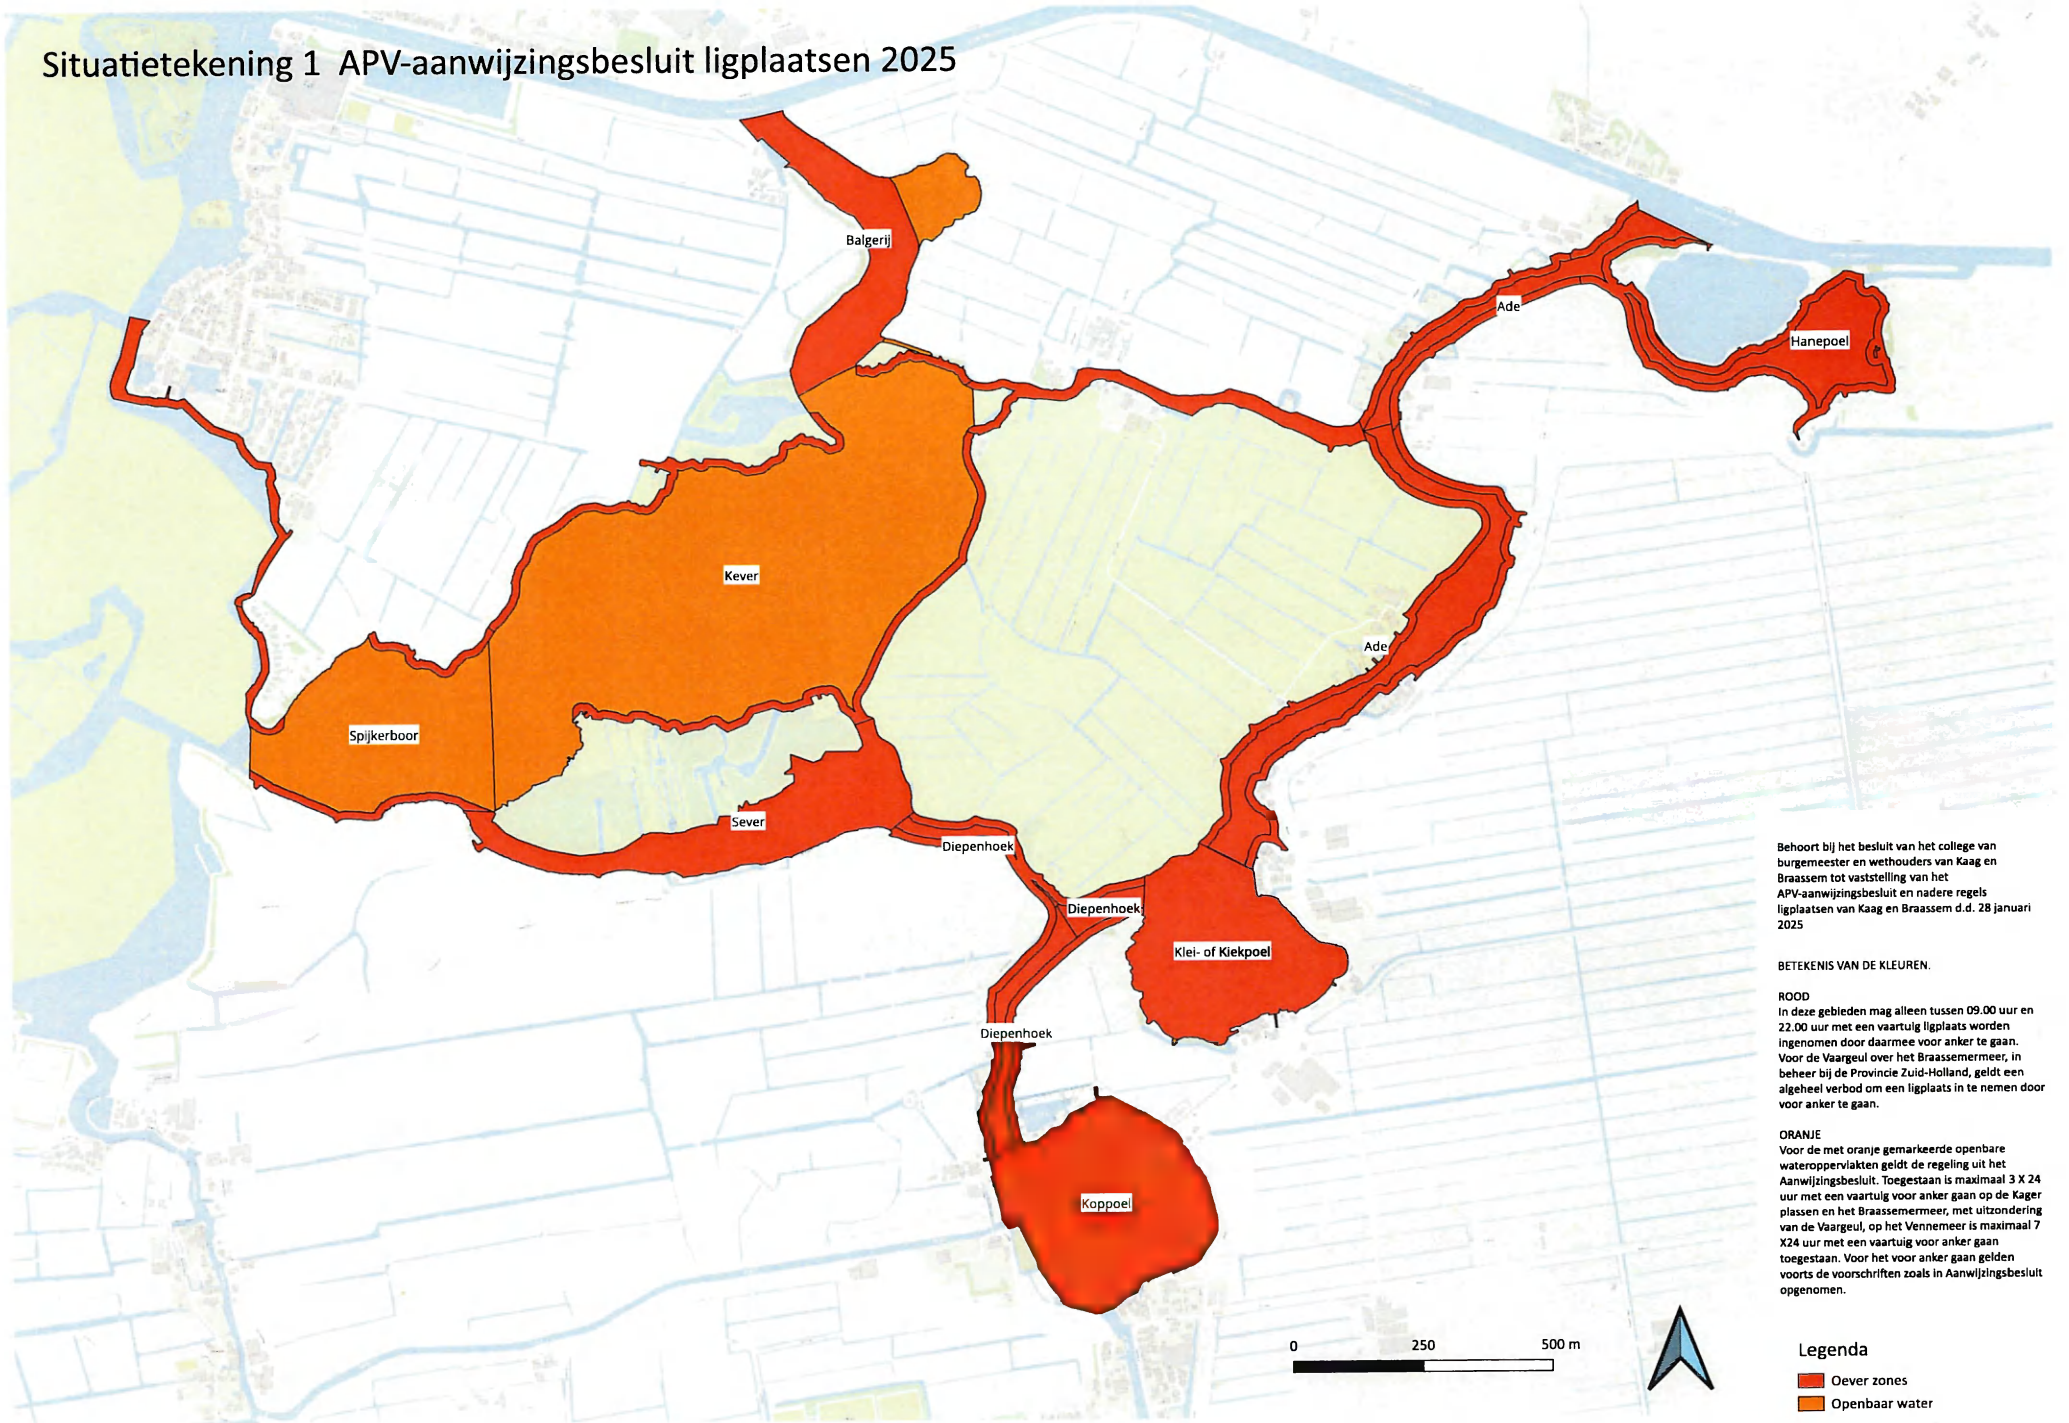 Situatietekening 1 APV-aanwijzingsbesluit ligplaatsen 2025
Balgerij
Ade
Hanepoel
Kever
Ade
Spijkerboor
Sever
Diepenhoek
Diepenhoek
Klei- of Kiekpoel
Diepenhoek
Koppoel
Behoort bij het besluit van het college van
burgemeester en wethouders van Kaag en
Braassem tot vaststelling van het
APV-aanwijzingsbesluit en nadere regels
ligplaatsen van Kaag en Braassem d.d. 28 januari
2025
BETEKENIS VAN DE KLEUREN.
ROOD
In deze gebieden mag alleen tussen 09.00 uur en
22.00 uur met een vaartuig ligplaats worden
ingenomen door daarmee voor anker te gaan.
Voor de Vaargeul over het Braassemermeer, in
beheer bij de Provincie Zuid-Holland, geldt een
algeheel verbod om een ligplaats in te nemen door
voor anker te gaan.
ORANJE
Voor de met oranje gemarkeerde openbare
wateroppervlakten geldt de regeling uit het
Aanwijzingsbesluit. Toegestaan is maximaal 3 X 24
uur met een vaartuig voor anker gaan op de Kager
plassen en het Braassemermeer, met uitzondering
van de Vaargeul, op het Vennemeer is maximaal 7
X24 uur met een vaartuig voor anker gaan
toegestaan. Voor het voor anker gaan gelden
voorts de voorschriften zoals in Aanwijzingsbesluit
opgenomen.
0 250 500 m
Legenda
Oever zones
Openbaar water